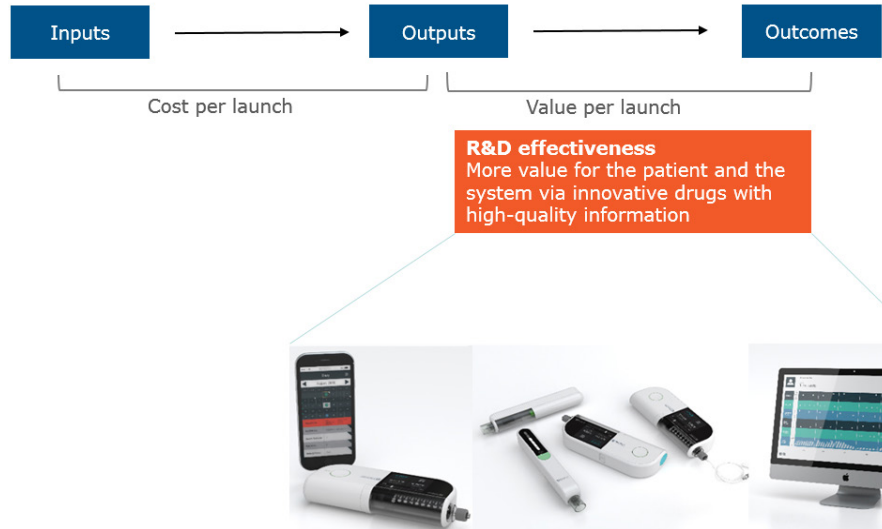 Inputs
Outputs
Outcomes
Cost per launch
Value per launch
R&D effectiveness
More value for the patient and the
system via innovative drugs with
high-quality information